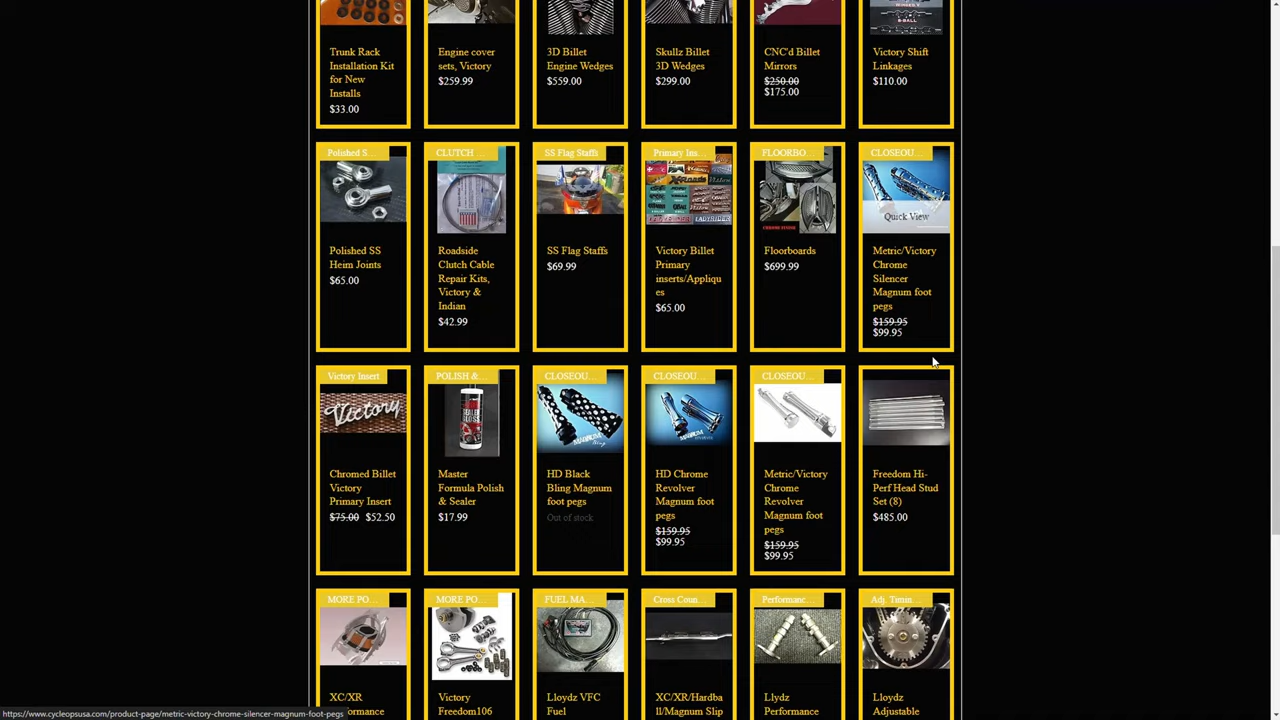 Trunk Rack
Installation Kit
for New
Installs
$33.00
Engine cover
sets, Victory
$259.99
3D Billet
Engine Wedges
$559.00
Skullz Billet
3D Wedges
$299.00
CNC'd Billet
Mirrors
$250.00
$175.00
8-BALL
Victory Shift
Linkages
$110.00
Polished S...
Polished SS
Heim Joints
$65.00
CLUTCH ...
Roadside
Clutch Cable
Repair Kits,
Victory &
Indian
$42.99
SS Flag Staffs
SS Flag Staffs
$69.99
Primary Ins...
LADYRIDER
Victory Billet
Primary
inserts/Appliqu
es
$65.00
FLOORBO...
Floorboards
$699.99
CLOSEOU...
Quick View
Metric/Victory
Chrome
Silencer
Magnum foot
pegs
$159.95
$99.95
Victory Insert
Victory
Chromed Billet
Victory
Primary Insert
$75.00 $52.50
POLISH & ...
Master
Formula Polish
& Sealer
$17.99
CLOSEOU...
HD Black
Bling Magnum
foot pegs
Out of stock
CLOSEOU...
HD Chrome
Revolver
Magnum foot
pegs
$159.95
$99.95
CLOSEOU...
Metric/Victory
Chrome
Revolver
Magnum foot
pegs
$159.95
$99.95
Freedom Hi-
Perf Head Stud
Set (8)
$485.00
MORE PO...
XC/XR
MORE PO...
Victory
Freedom106
FUEL MA...
Lloydz VFC
Fuel
Cross Coun...
XC/XR/Hardba
ll/Magnum Slip
Performanc...
Llydz
Performance
Adj. Timin...
Lloydz
Adjustable
https://www.cycleopsusa.com/product-page/metric-victory-chrome-silencer-magnum-foot-pegs